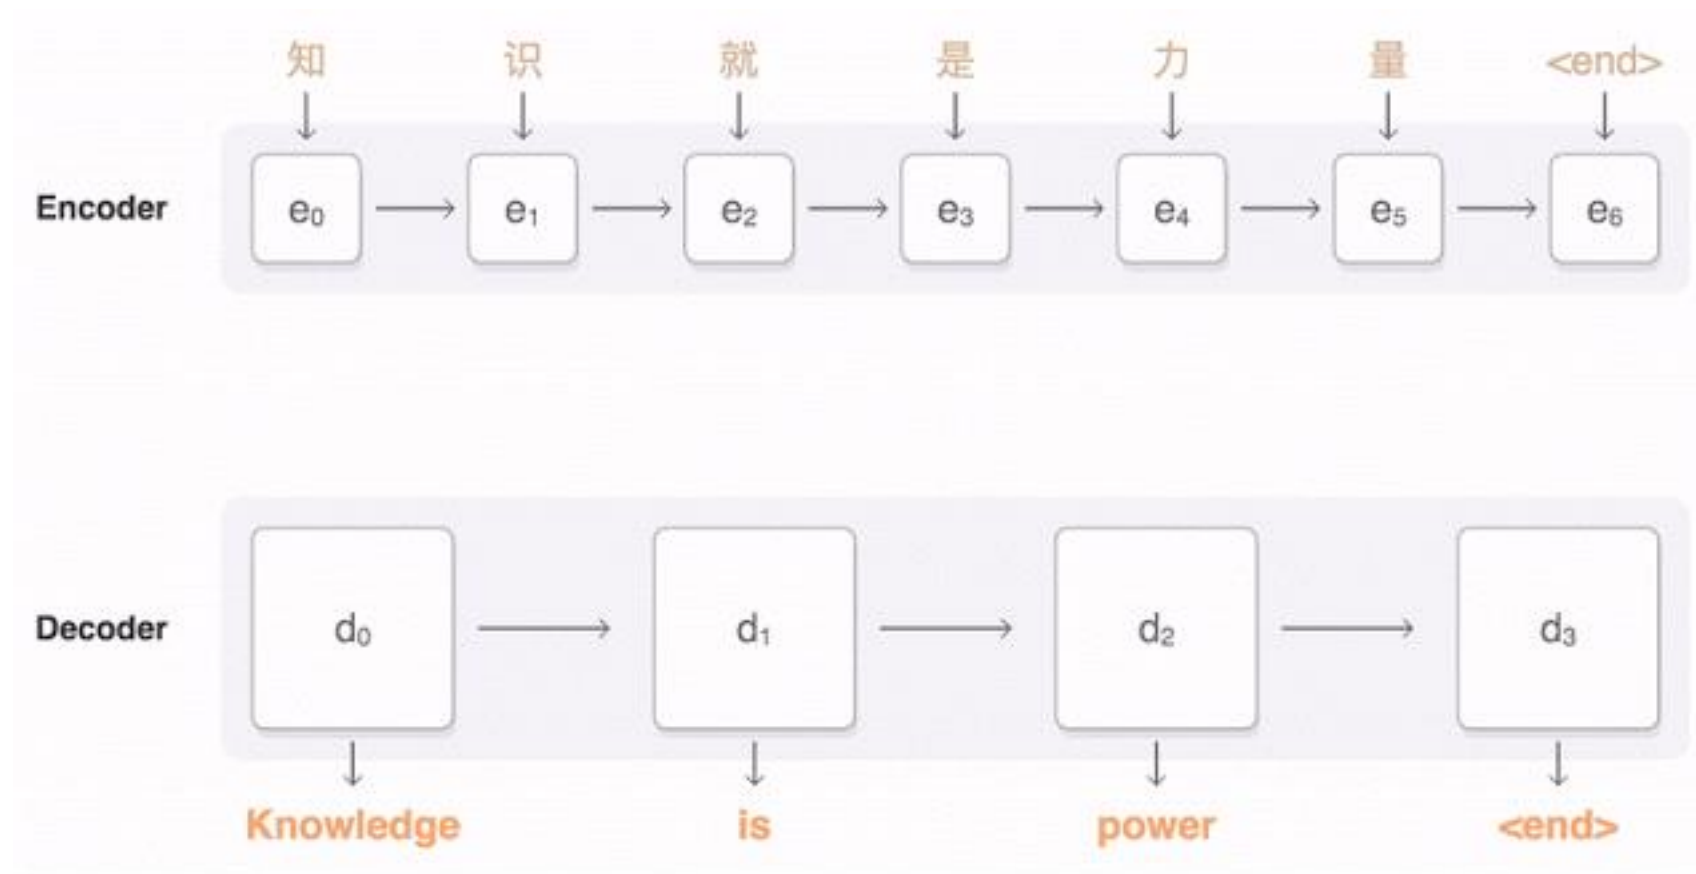 知 识 就 是 力 量 <end>
Encoder e₀ e₁ e₂ e₃ e₄ e₅ e₆
Decoder d₀ d₁ d₂ d₃
Knowledge is power <end>